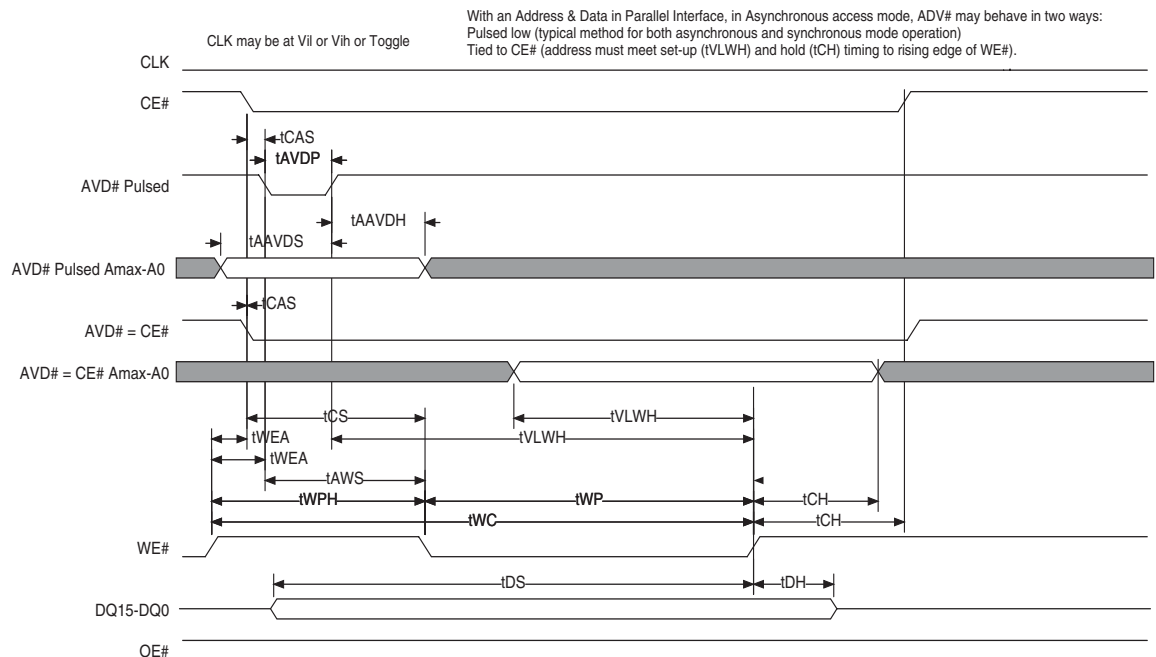 With an Address & Data in Parallel Interface, in Asynchronous access mode, ADV# may behave in two ways:
Pulsed low (typical method for both asynchronous and synchronous mode operation)
Tied to CE# (address must meet set-up (tVLWH) and hold (tCH) timing to rising edge of WE#).
CLK may be at Vil or Vih or Toggle
CLK
CE#
tCAS
tAVDP
AVD# Pulsed
tAAVDH
tAAVDS
AVD# Pulsed Amax-A0
tCAS
AVD# = CE#
AVD# = CE# Amax-A0
tCS
tVLWH
tWEA
tVLWH
tWEA
tAWS
tWPH
tWP
tCH
tWC
tCH
WE#
tDS
tDH
DQ15-DQ0
OE#